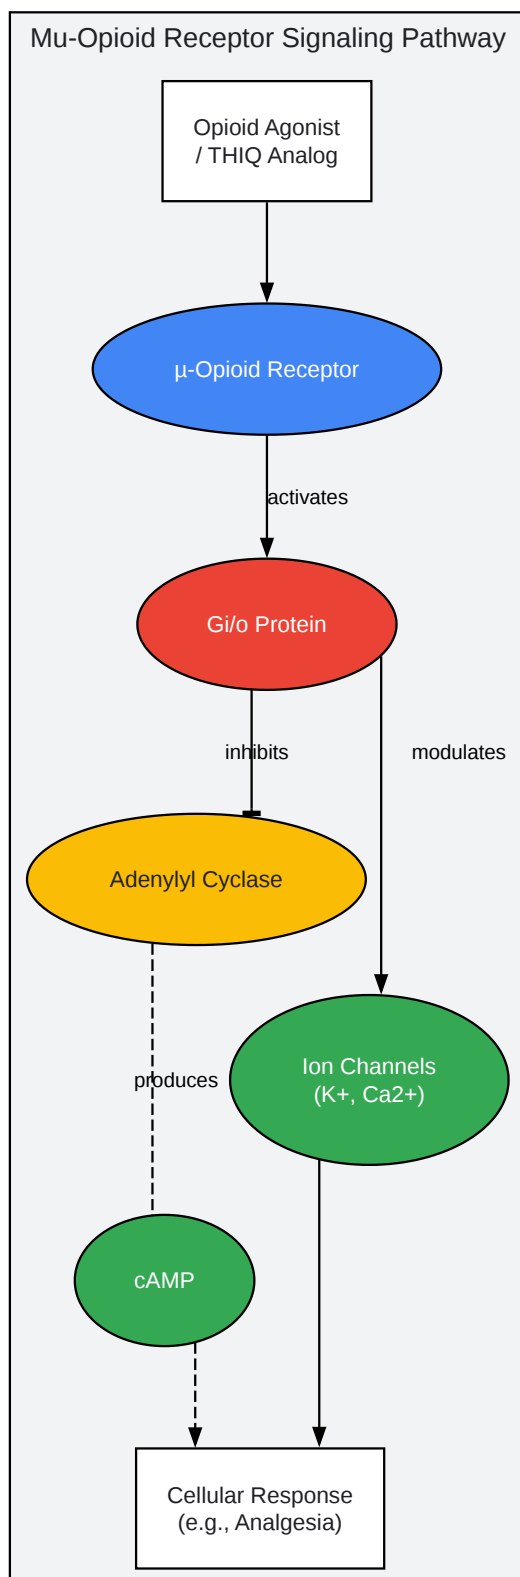 Mu-Opioid Receptor Signaling Pathway
Opioid Agonist
/ THIQ Analog
µ-Opioid Receptor
activates
Gi/o Protein
inhibits
modulates
Adenylyl Cyclase
Ion Channels
(K+, Ca2+)
produces
cAMP
Cellular Response
(e.g., Analgesia)